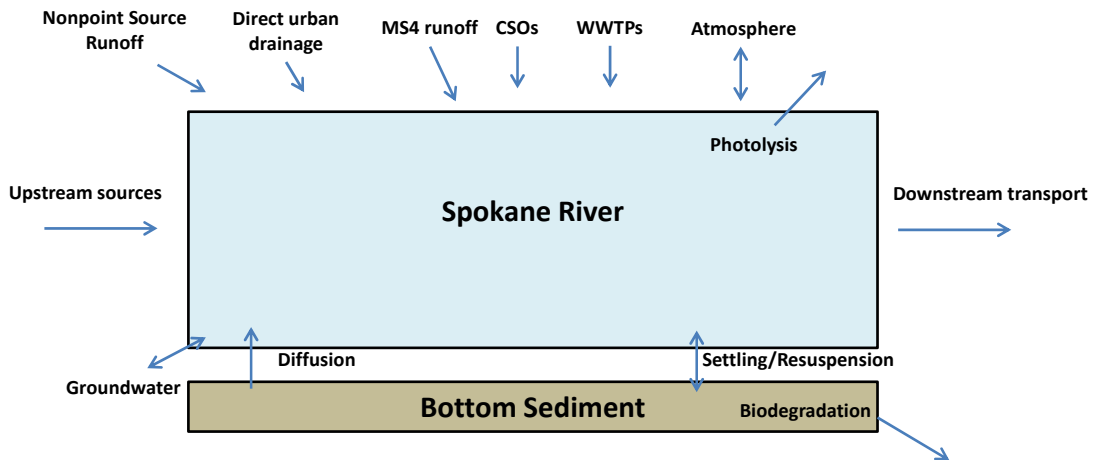 Nonpoint Source
Runoff
Direct urban
drainage
MS4 runoff
CSOs
WWTPs
Atmosphere
Photolysis
Upstream sources
Spokane River
Downstream transport
Diffusion
Settling/Resuspension
Groundwater
Bottom Sediment
Biodegradation